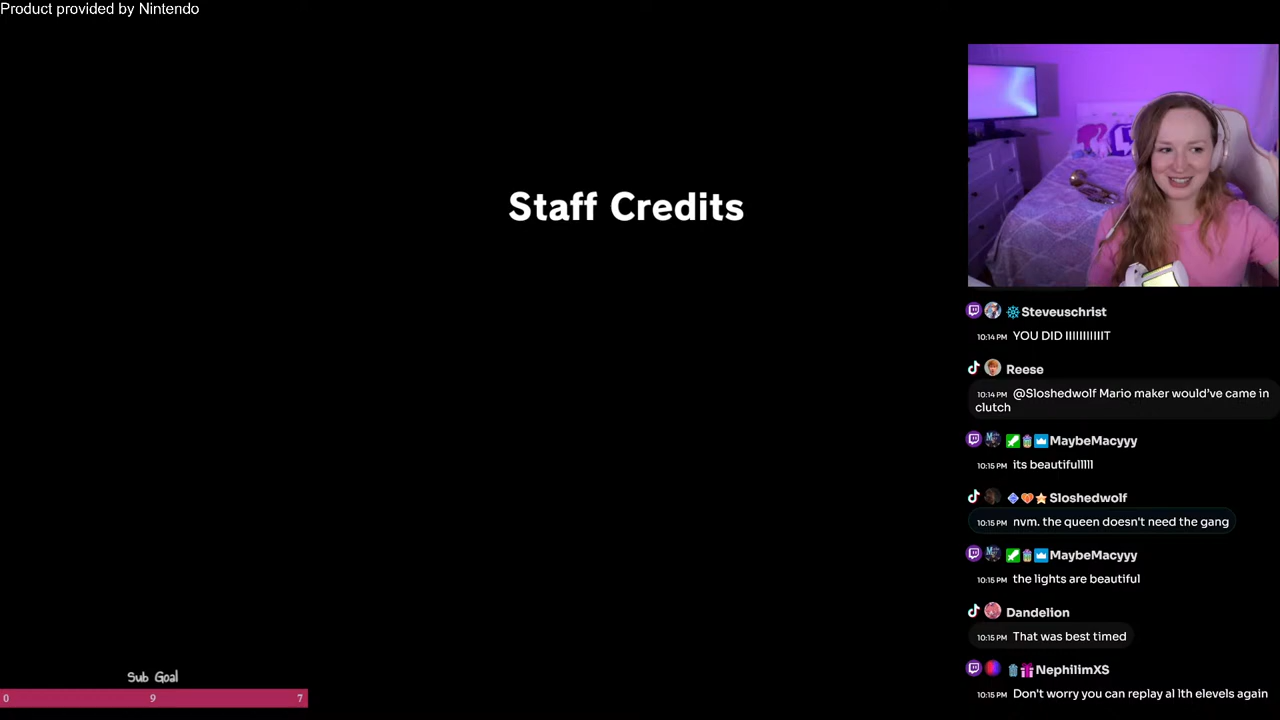 Product provided by Nintendo
Staff Credits
Steveuschrist
10:14 PM YOU DID IIIIIIIIIIIT
Reese
10:14 PM @Sloshedwolf Mario maker would've came in
clutch
MaybeMacyyy
10:15 PM its beautifulllll
Sloshedwolf
10:15 PM nvm. the queen doesn't need the gang
MaybeMacyyy
10:15 PM the lights are beautiful
Dandelion
10:15 PM That was best timed
NephilimXS
10:15 PM Don't worry you can replay al lth elevels again
Sub Goal
0 9 7